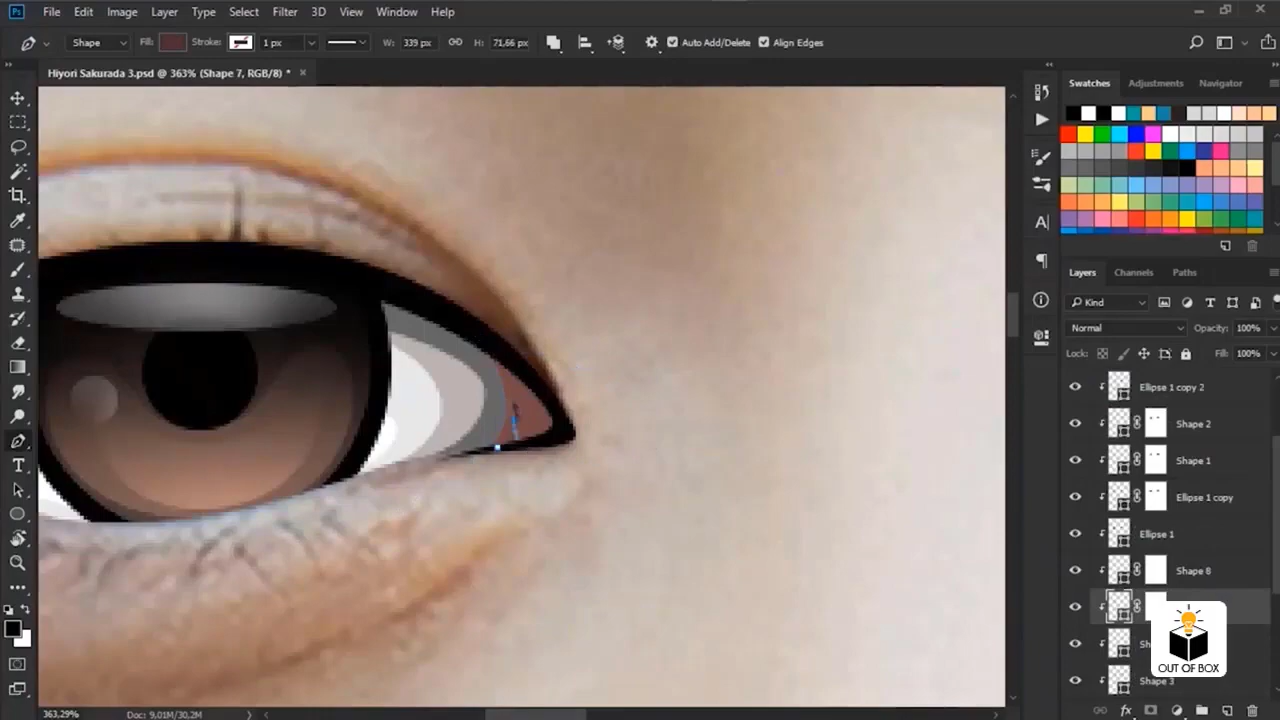 Ps File Edit Image Layer Type Select Filter 3D View Window Help
Shape Fill: Stroke: 1 px W: 339 px H: 71,66 px Auto Add/Delete Align Edges
Hiyori Sakurada 3.psd @ 363% (Shape 7, RGB/8) *
Swatches Adjustments Navigator
Layers Channels Paths
Kind
Normal Opacity: 100%
Lock: Fill: 100%
Ellipse 1 copy 2
Shape 2
Shape 1
Ellipse 1 copy
Ellipse 1
Shape 8
Shape 3
OUT OF BOX
363,29% Doc: 9,01M/30,2M